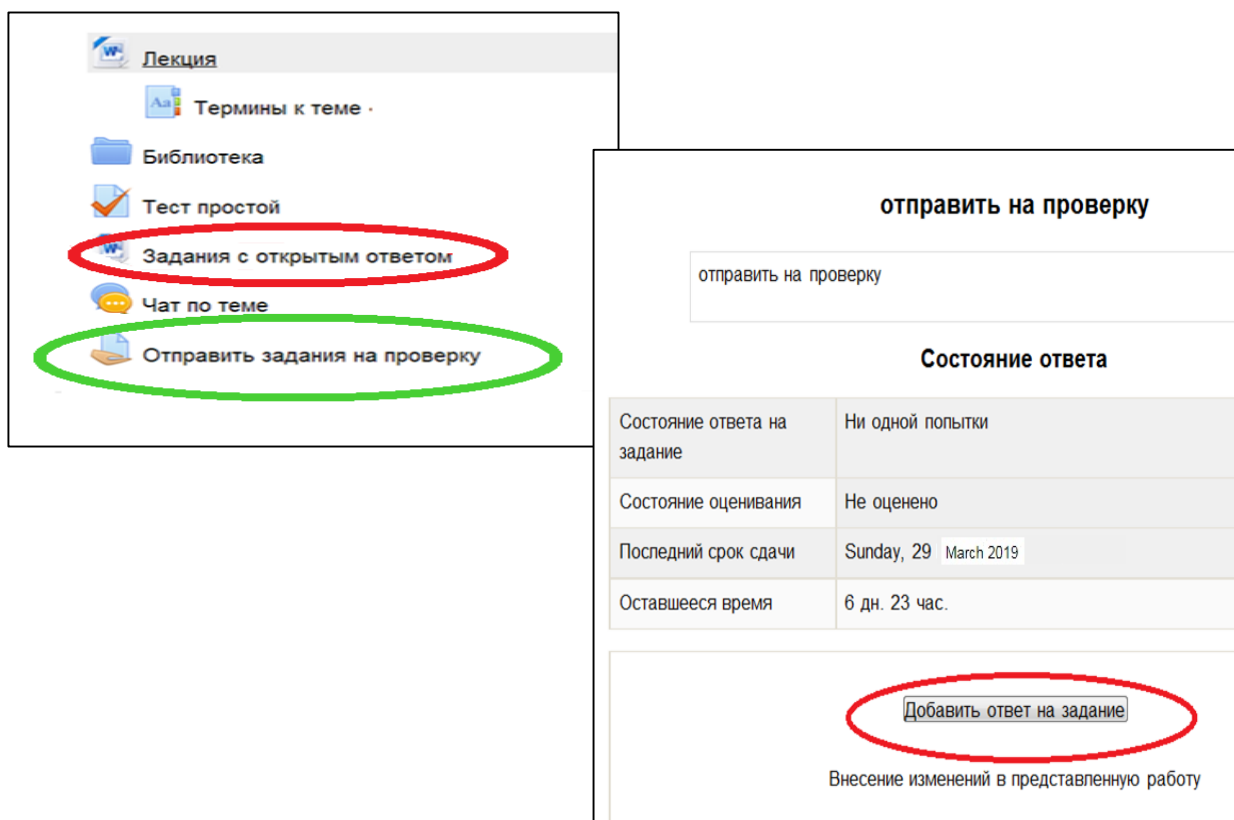 Лекция
Термины к теме
Библиотека
Тест простой
Задания с открытым ответом
Чат по теме
Отправить задания на проверку
отправить на проверку
отправить на проверку
Состояние ответа
Состояние ответа на задание Ни одной попытки
Состояние оценивания Не оценено
Последний срок сдачи Sunday, 29 March 2019
Оставшееся время 6 дн. 23 час.
Добавить ответ на задание
Внесение изменений в представленную работу